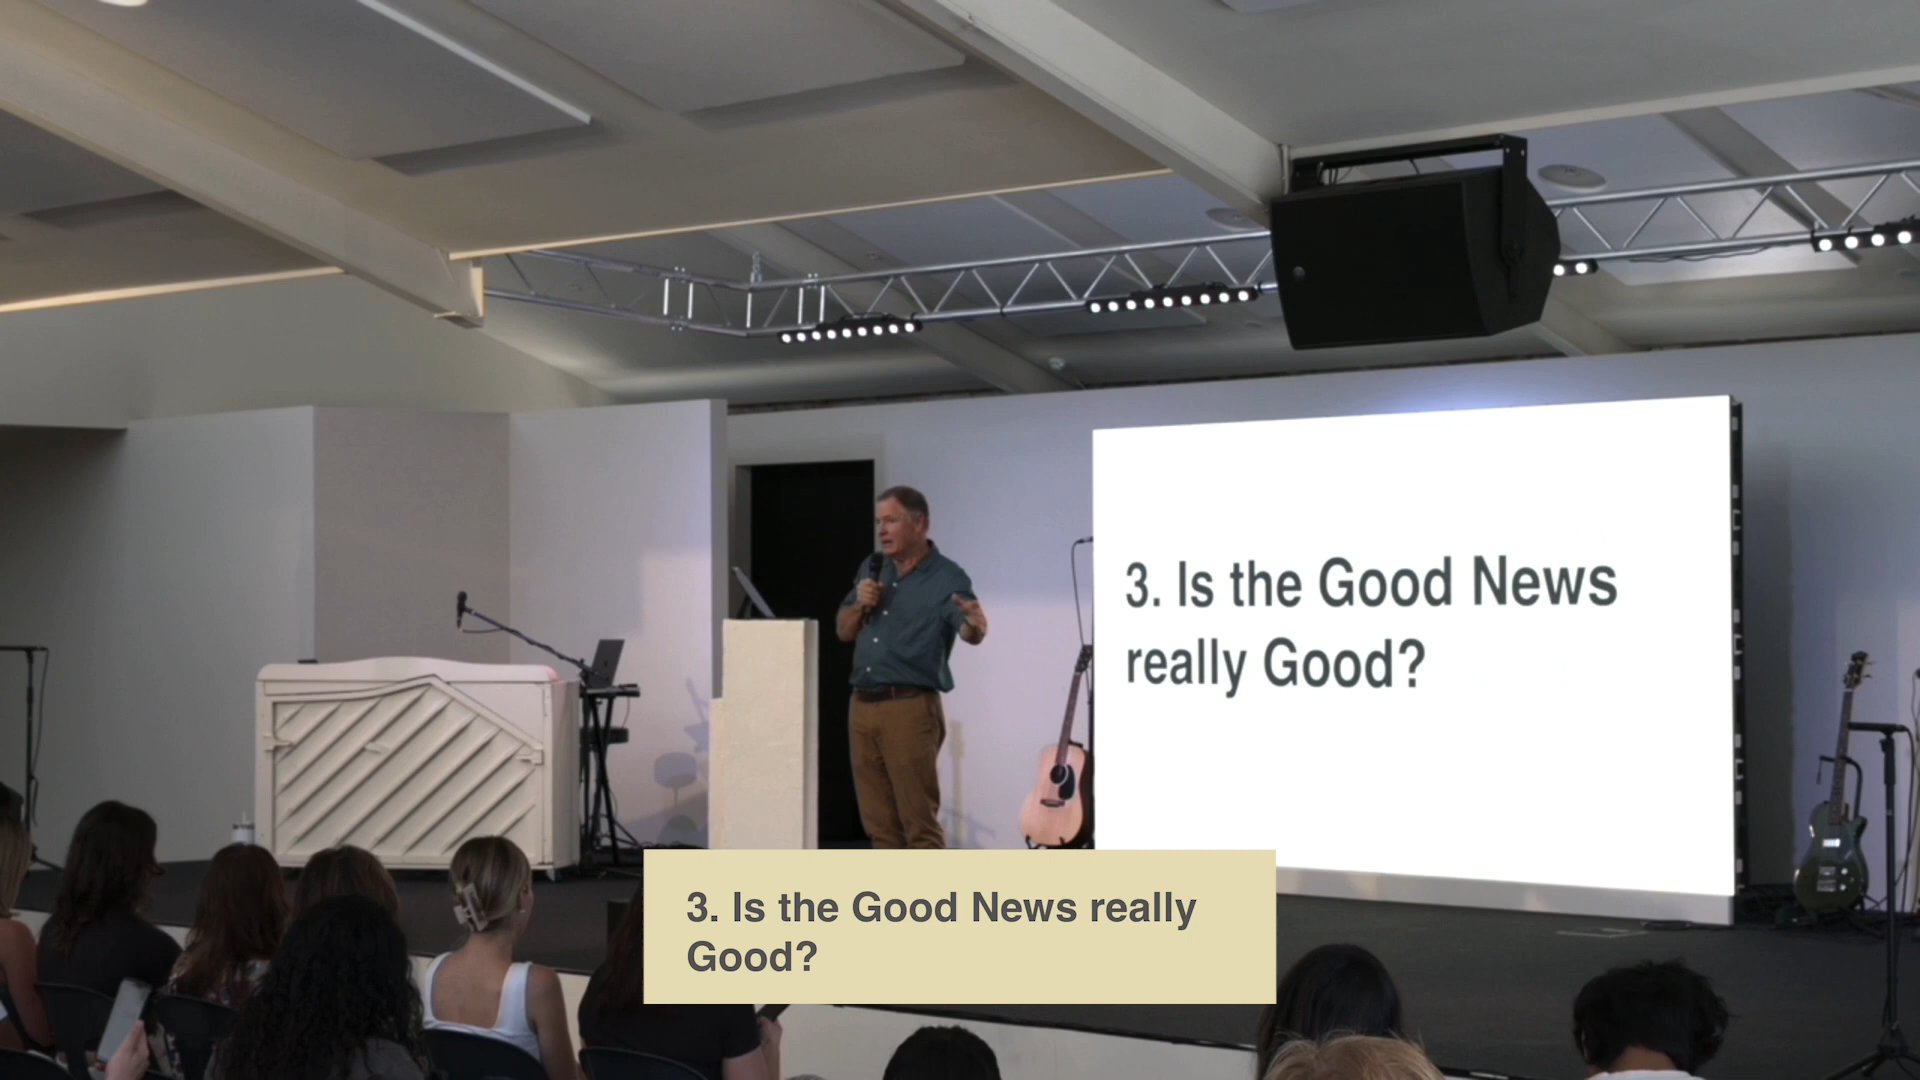 3. Is the Good News
really Good?
3. Is the Good News really
Good?